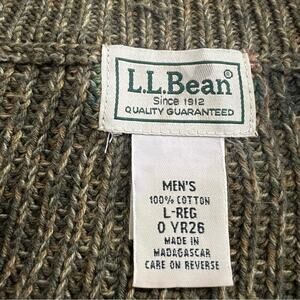 L.L.Bean®
Since 1912
QUALITY GUARANTEED
MEN'S
100% COTTON
L-REG
0 YR26
MADE IN
MADAGASCAR
CARE ON REVERSE